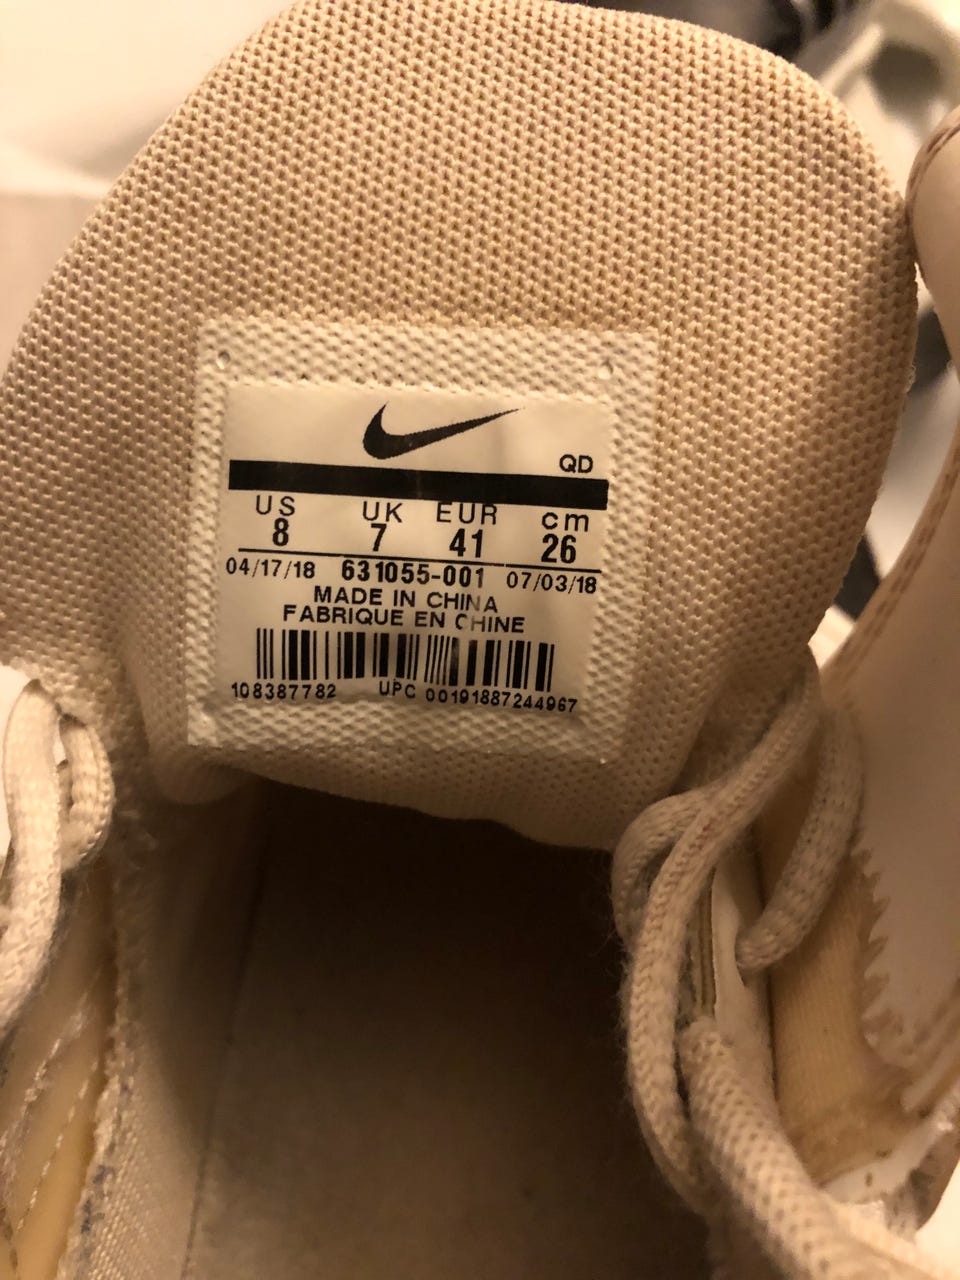 QD
US UK EUR cm
8 7 41 26
04/17/18 631055-001 07/03/18
MADE IN CHINA
FABRIQUE EN CHINE
108387782 UPC 00191887244967